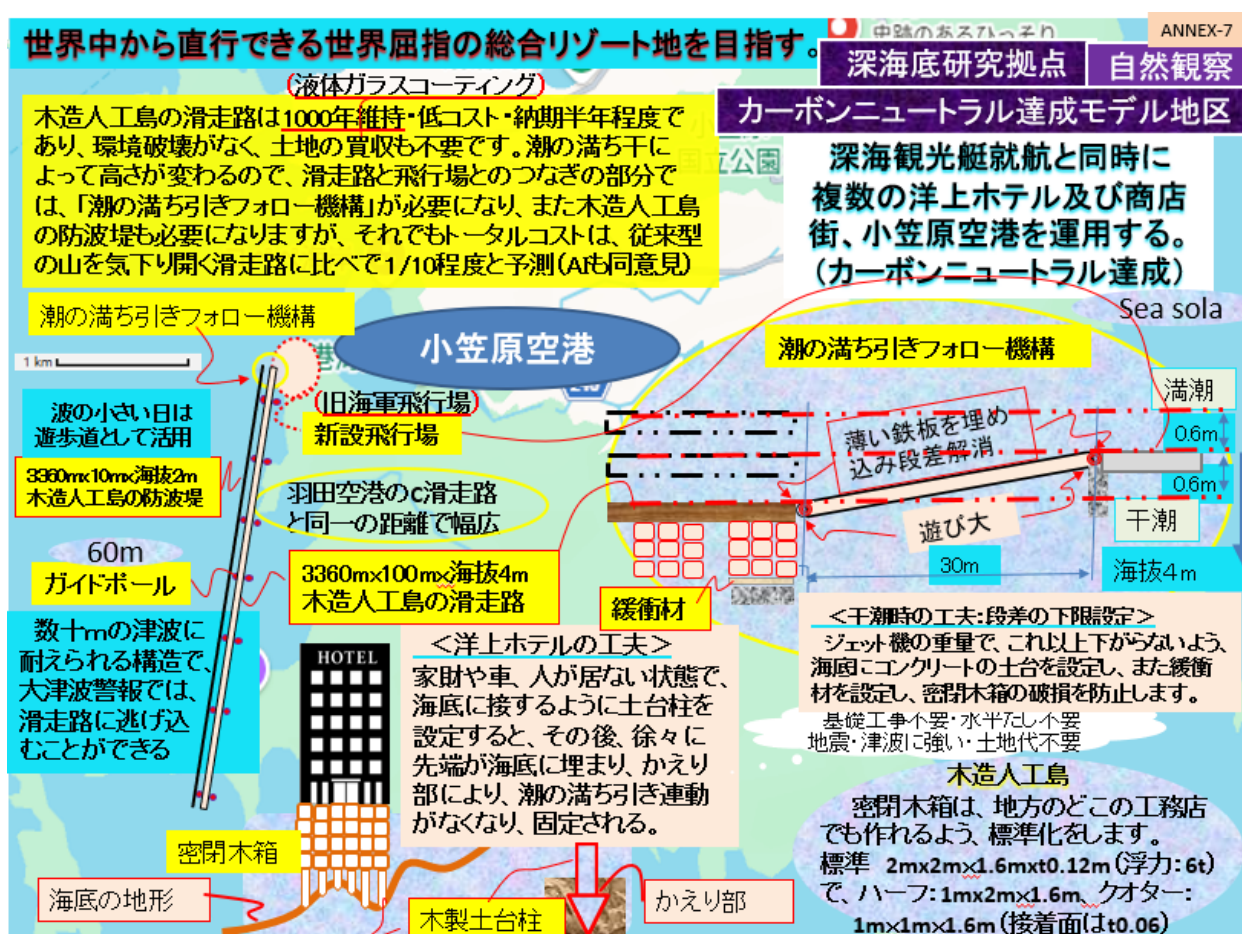 世界中から直行できる世界屈指の総合リゾート地を目指す。
ANNEX-7
史跡のあるひっそり
深海底研究拠点
自然観察
カーボンニュートラル達成モデル地区
(液体ガラスコーティング)
木造人工島の滑走路は1000年維持・低コスト・納期半年程度で
あり、環境破壊がなく、土地の買収も不要です。潮の満ち干に
よって高さが変わるので、滑走路と飛行場とのつなぎの部分で
は、「潮の満ち引きフォロー機構」が必要になり、また木造人工島
の防波堤も必要になりますが、それでもトータルコストは、従来型
の山を気下り開く滑走路に比べて1/10程度と予測(AIも同意見)
国立公園
深海観光艇就航と同時に
複数の洋上ホテル及び商店
街、小笠原空港を運用する。
(カーボンニュートラル達成)
Sea sola
潮の満ち引きフォロー機構
1 km
小笠原空港
(旧海軍飛行場)
新設飛行場
波の小さい日は
遊歩道として活用
3360mx10mx海抜2m
木造人工島の防波堤
羽田空港のC滑走路
と同一の距離で幅広
60m
ガイドポール
3360mx100mx海抜4m
木造人工島の滑走路
数十mの津波に
耐えられる構造で、
大津波警報では、
滑走路に逃げ込
むことができる
潮の満ち引きフォロー機構
満潮
薄い鉄板を埋め
込み段差解消
0.6m
0.6m
遊び大
干潮
30m
海抜4m
緩衝材
<干潮時の工夫:段差の下限設定>
ジェット機の重量で、これ以上下がらないよう、
海底にコンクリートの土台を設定し、また緩衝
材を設定し、密閉木箱の破損を防止します。
基礎工事不要・水平だし不要
地震・津波に強い・土地代不要
HOTEL
<洋上ホテルの工夫>
家財や車、人が居ない状態で、
海底に接するように土台柱を
設定すると、その後、徐々に
先端が海底に埋まり、かえり
部により、潮の満ち引き連動
がなくなり、固定される。
密閉木箱
海底の地形
木製土台柱
かえり部
木造人工島
密閉木箱は、地方のどこの工務店
でも作れるよう、標準化をします。
標準 2mx2mx1.6mxt0.12m(浮力:6t)
で、ハーフ:1mx2mx1.6m、クオター:
1mx1mx1.6m(接着面はt0.06)